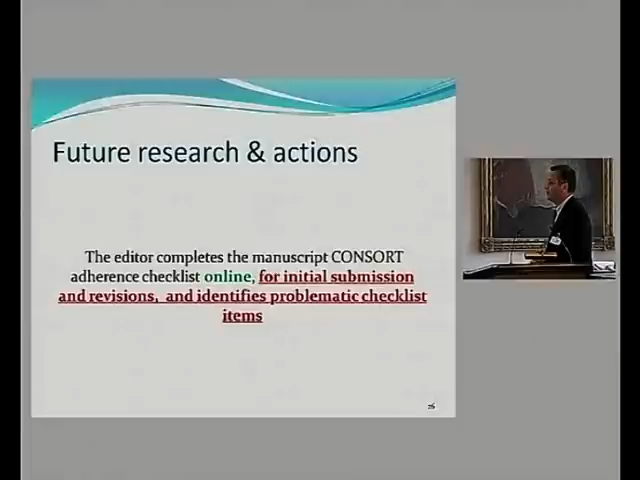 Future research & actions
The editor completes the manuscript CONSORT
adherence checklist online, for initial submission
and revisions, and identifies problematic checklist
items